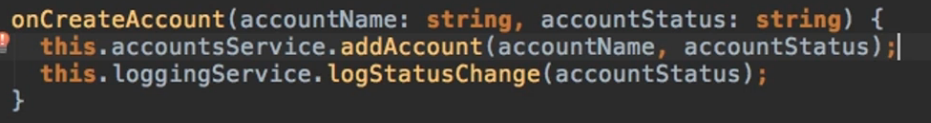 onCreateAccount(accountName: string, accountStatus: string) {
this.accountsService.addAccount(accountName, accountStatus);
this.loggingService.logStatusChange(accountStatus);
}